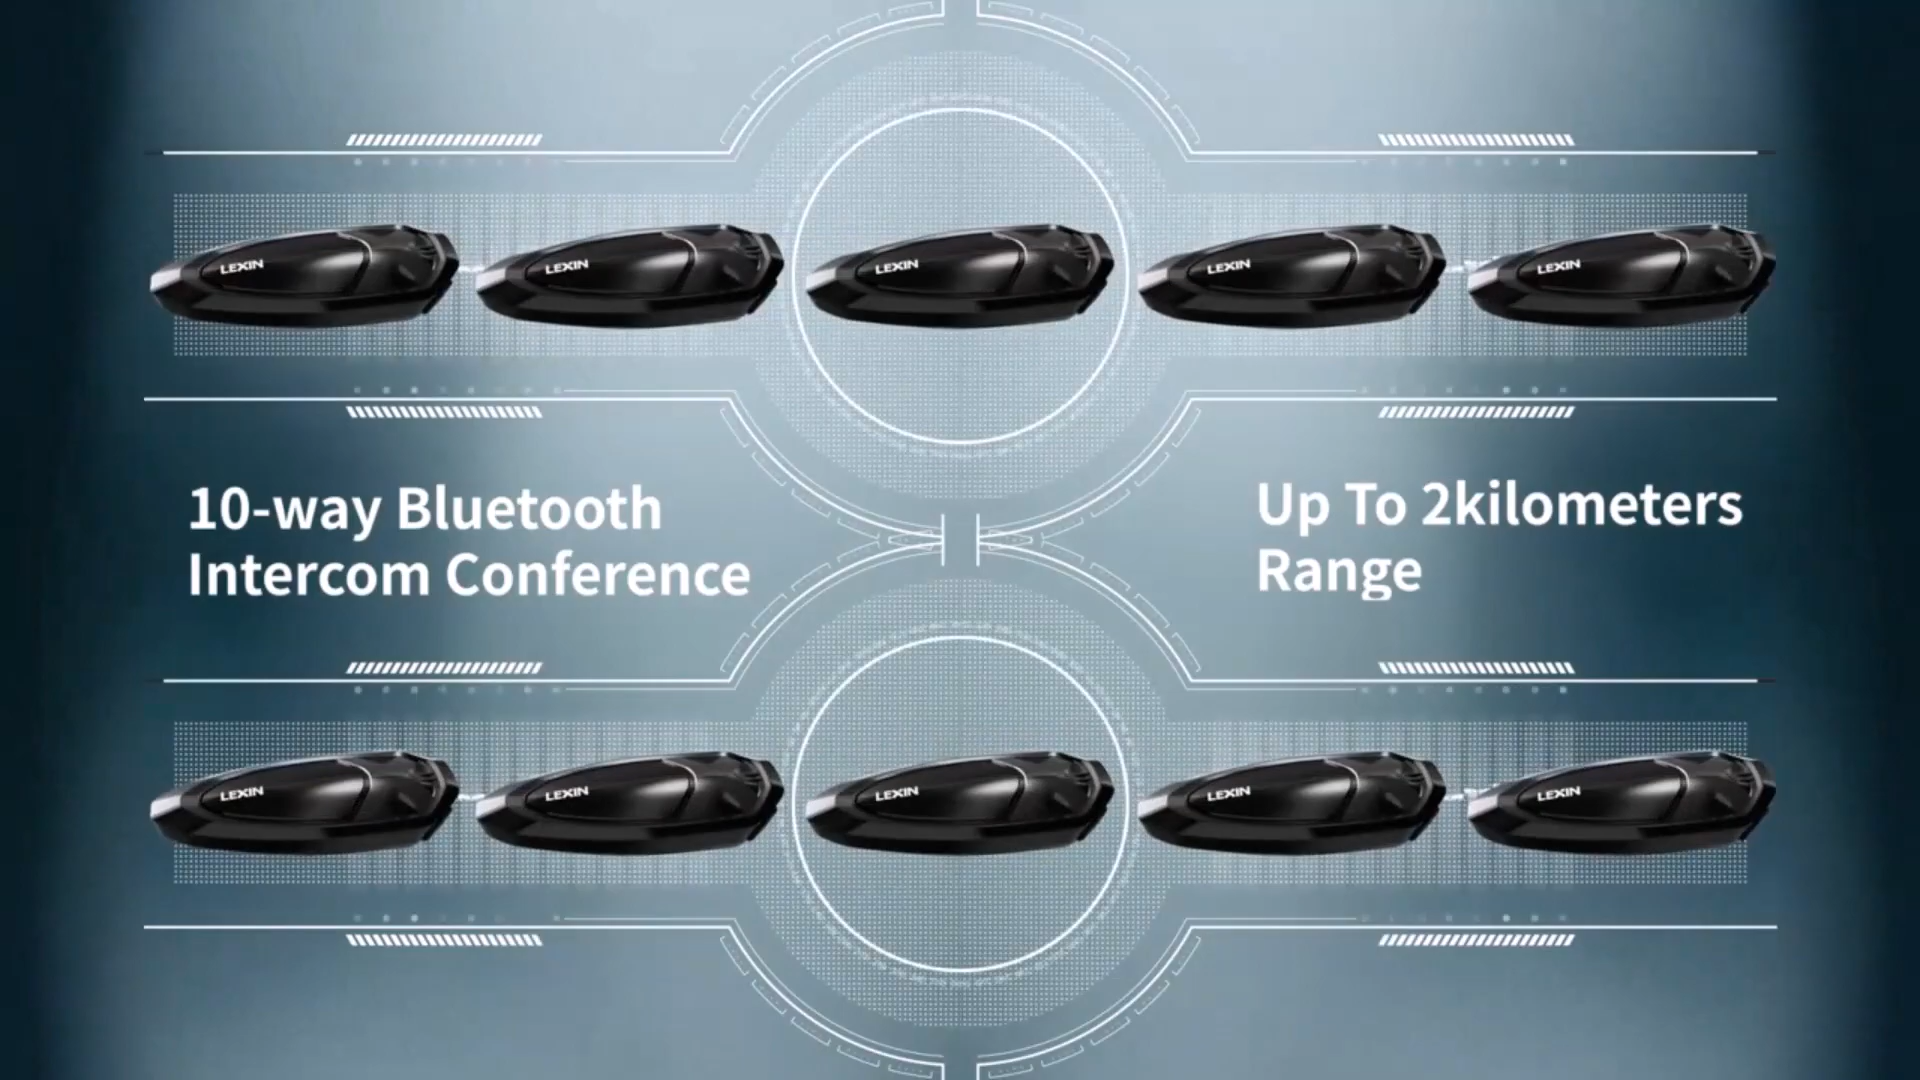 LEXIN LEXIN LEXIN LEXIN LEXIN
10-way Bluetooth
Intercom Conference
Up To 2kilometers
Range
LEXIN LEXIN LEXIN LEXIN LEXIN